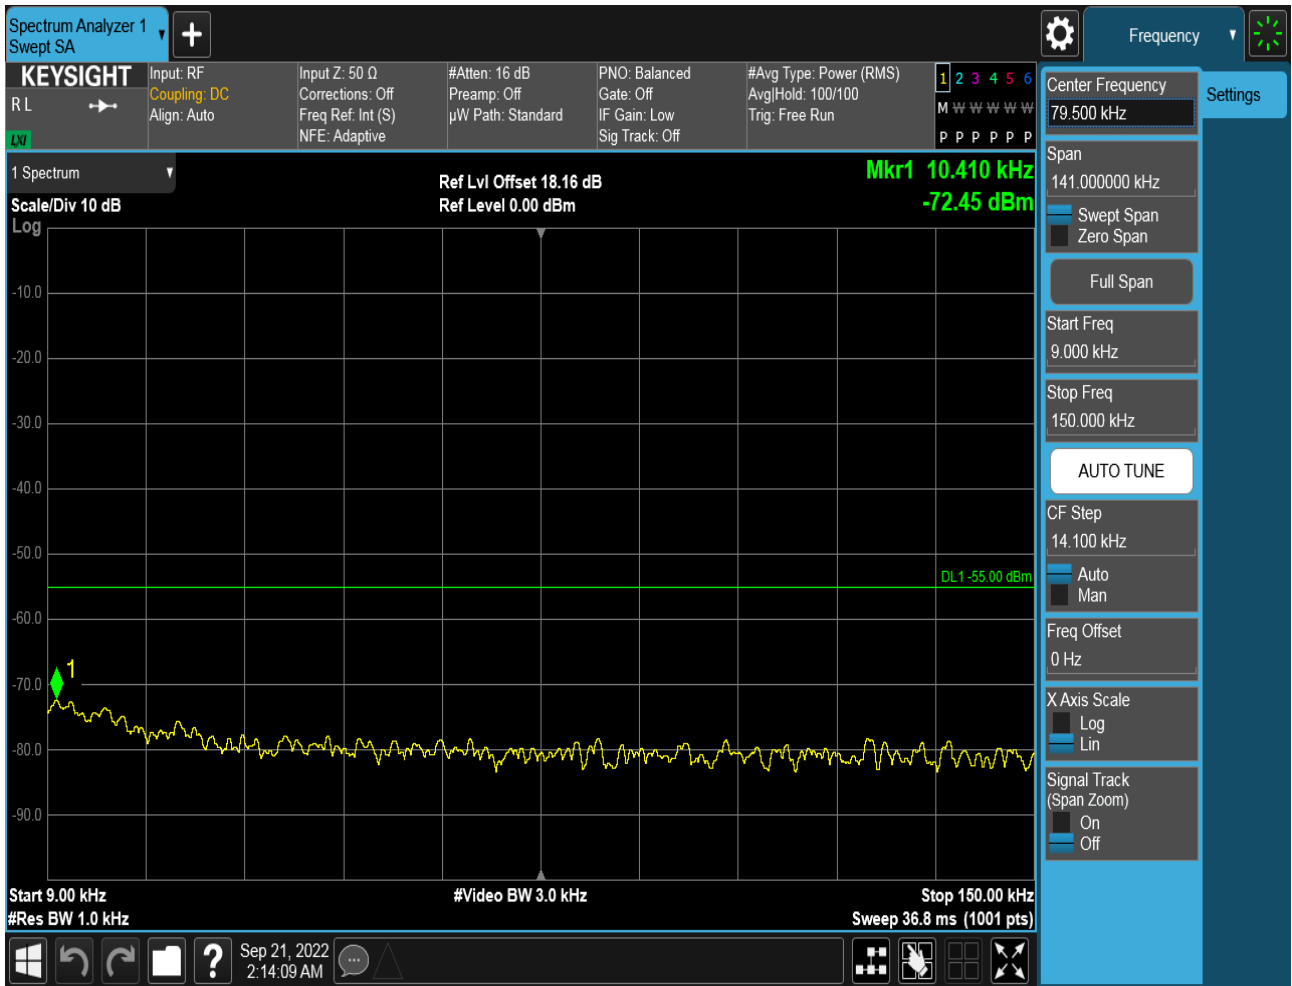 Spectrum Analyzer 1
Swept SA
Frequency
KEYSIGHT
R L
LXI
Input: RF
Coupling: DC
Align: Auto
Input Z: 50 Ω
Corrections: Off
Freq Ref: Int (S)
NFE: Adaptive
#Atten: 16 dB
Preamp: Off
µW Path: Standard
PNO: Balanced
Gate: Off
IF Gain: Low
Sig Track: Off
#Avg Type: Power (RMS)
Avg|Hold: 100/100
Trig: Free Run
1 2 3 4 5 6
M W W W W W
P P P P P P
Center Frequency
79.500 kHz
Settings
Span
141.000000 kHz
Swept Span
Zero Span
Full Span
Start Freq
9.000 kHz
Stop Freq
150.000 kHz
AUTO TUNE
CF Step
14.100 kHz
Auto
Man
Freq Offset
0 Hz
X Axis Scale
Log
Lin
Signal Track
(Span Zoom)
On
Off
1 Spectrum
Scale/Div 10 dB
Log
Ref Lvl Offset 18.16 dB
Ref Level 0.00 dBm
Mkr1 10.410 kHz
-72.45 dBm
-10.0
-20.0
-30.0
-40.0
-50.0
DL1 -55.00 dBm
-60.0
1
-70.0
-80.0
-90.0
Start 9.00 kHz
#Video BW 3.0 kHz
Stop 150.00 kHz
#Res BW 1.0 kHz
Sweep 36.8 ms (1001 pts)
?
Sep 21, 2022
2:14:09 AM